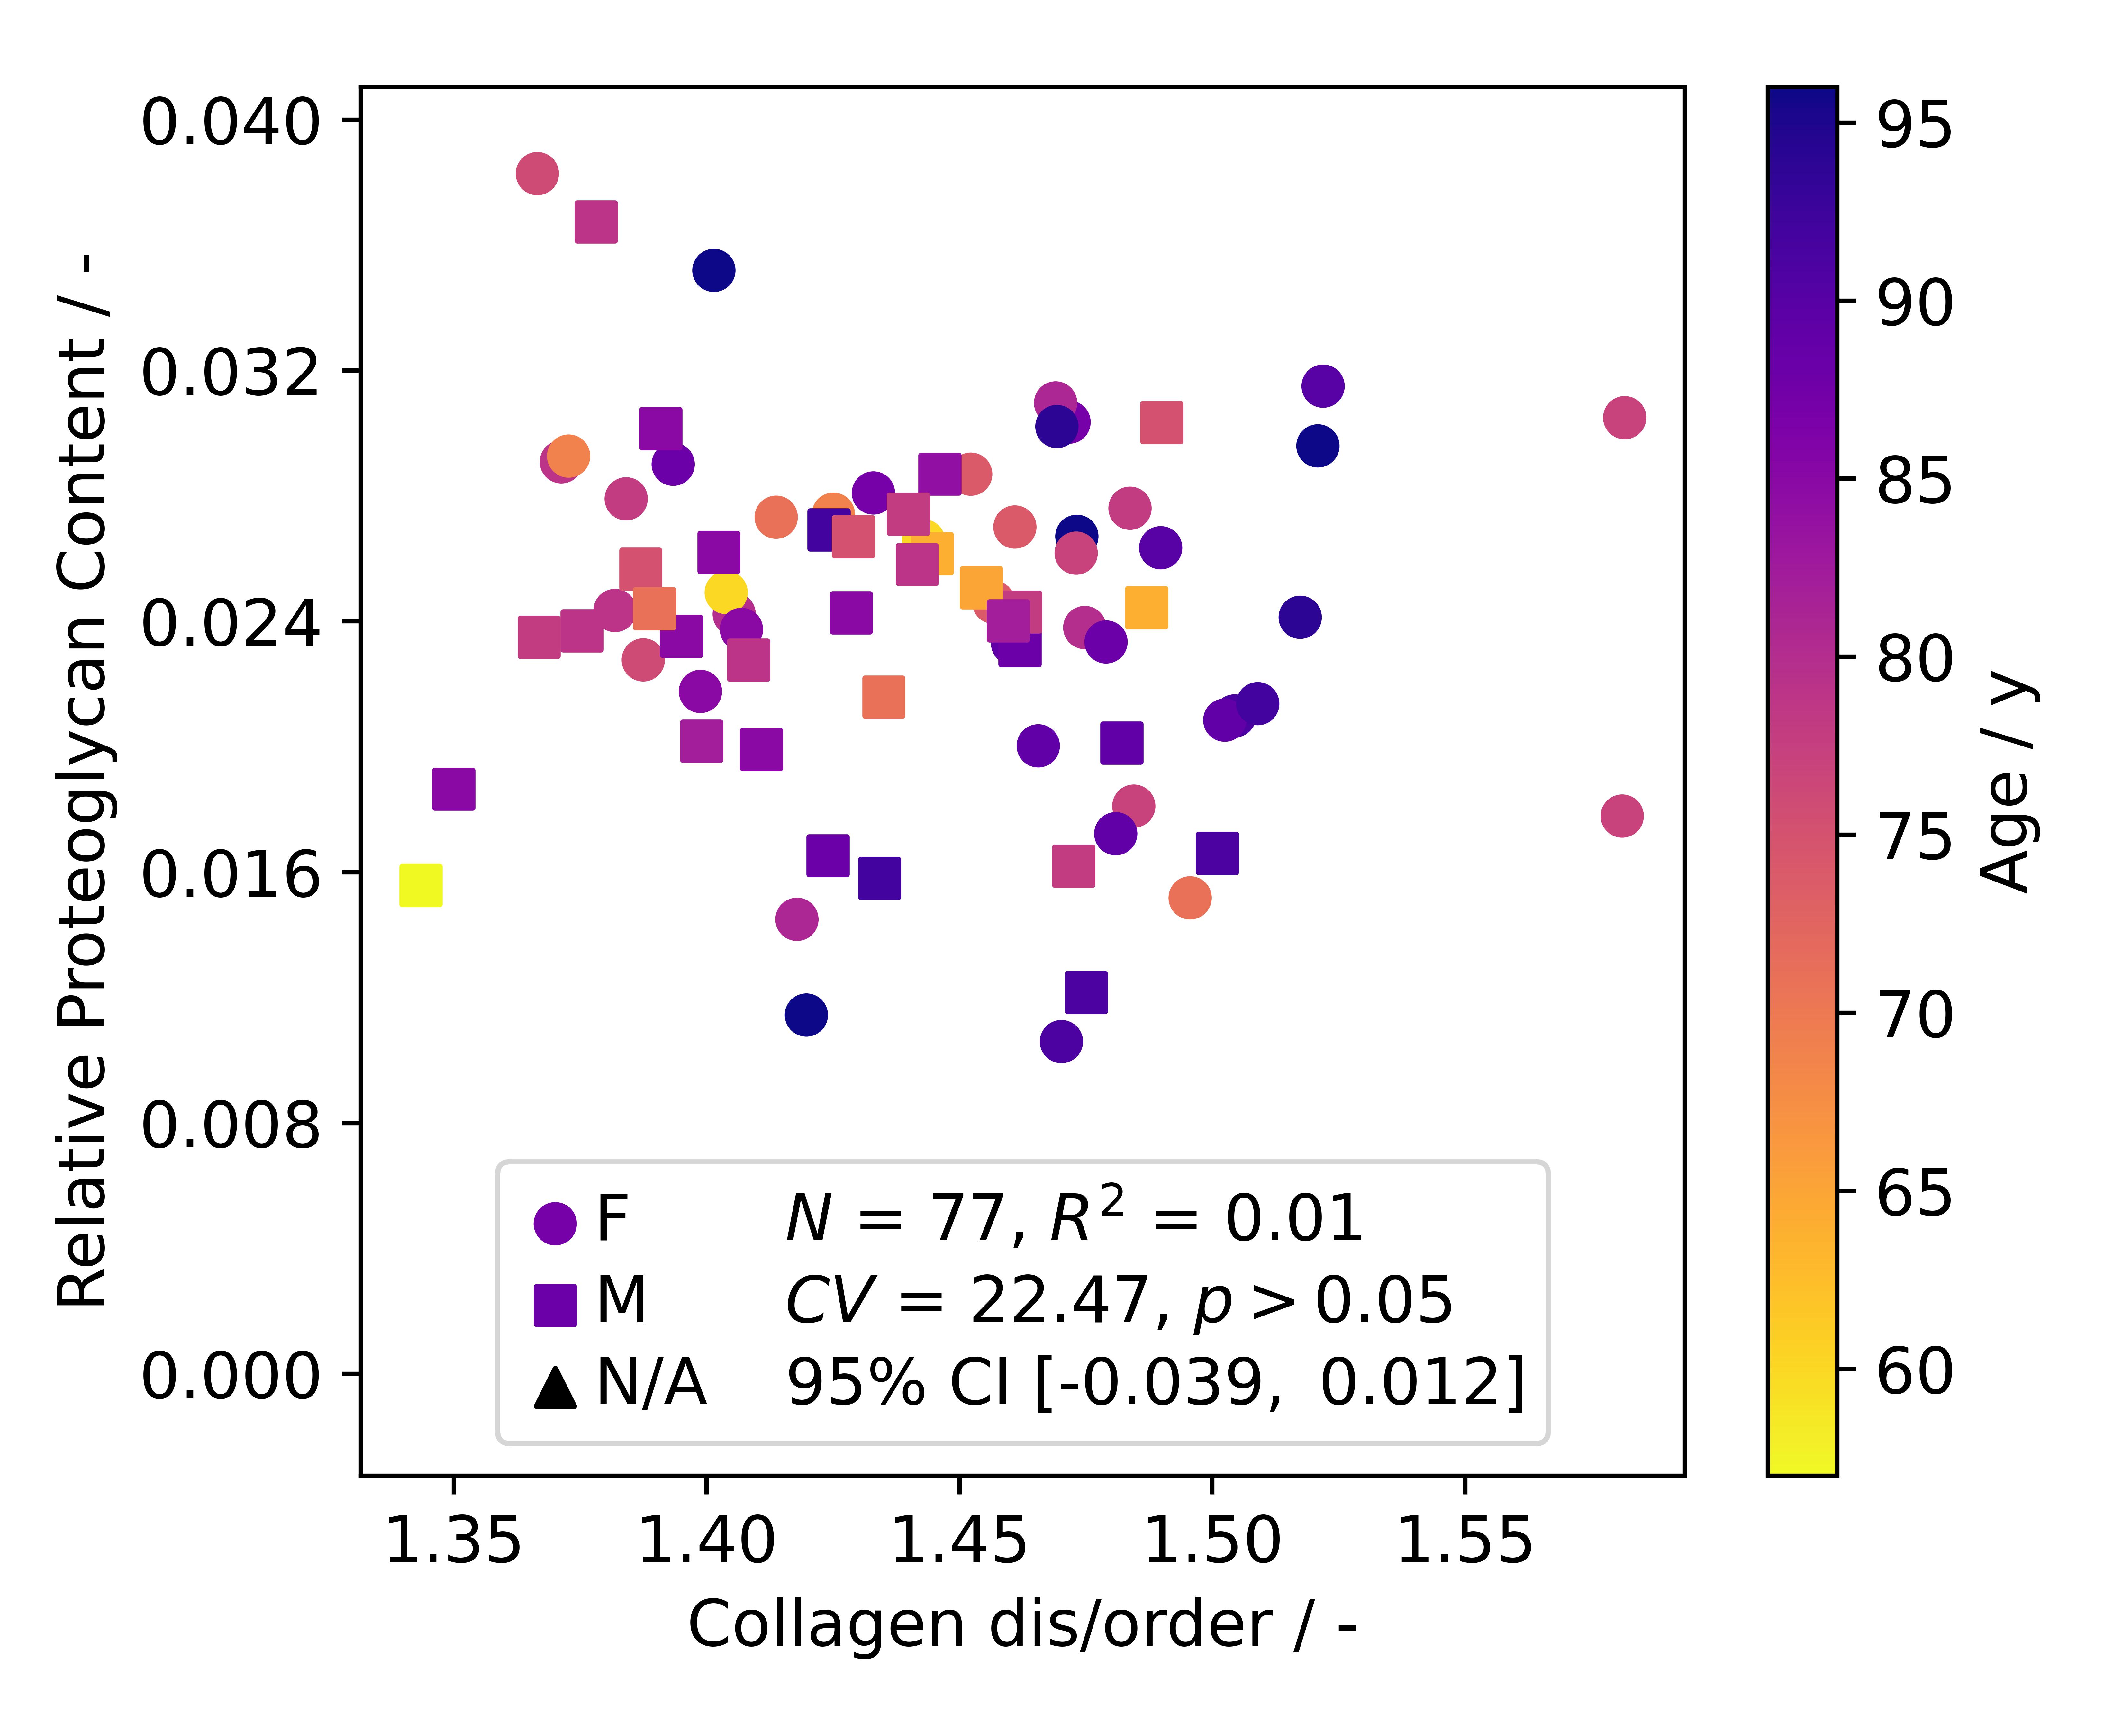 0.040
0.032
0.024
0.016
0.008
0.000
Relative Proteoglycan Content / -
F N = 77, R² = 0.01
M CV = 22.47, p > 0.05
N/A 95% CI [-0.039, 0.012]
1.35 1.40 1.45 1.50 1.55
Collagen dis/order / -
95
90
85
80
75
70
65
60
Age / y